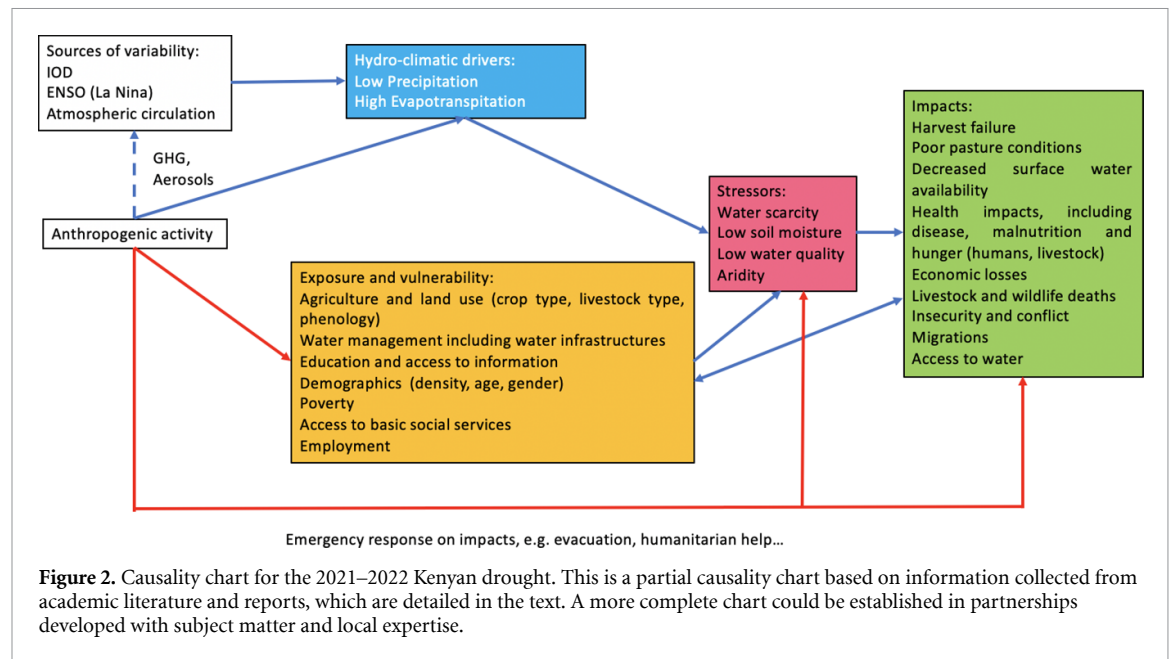 Sources of variability:
IOD
ENSO (La Nina)
Atmospheric circulation
Hydro-climatic drivers:
Low Precipitation
High Evapotranspitation
GHG,
Aerosols
Anthropogenic activity
Exposure and vulnerability:
Agriculture and land use (crop type, livestock type,
phenology)
Water management including water infrastructures
Education and access to information
Demographics (density, age, gender)
Poverty
Access to basic social services
Employment
Stressors:
Water scarcity
Low soil moisture
Low water quality
Aridity
Impacts:
Harvest failure
Poor pasture conditions
Decreased surface water
availability
Health impacts, including
disease, malnutrition and
hunger (humans, livestock)
Economic losses
Livestock and wildlife deaths
Insecurity and conflict
Migrations
Access to water
Emergency response on impacts, e.g. evacuation, humanitarian help...
Figure 2. Causality chart for the 2021–2022 Kenyan drought. This is a partial causality chart based on information collected from
academic literature and reports, which are detailed in the text. A more complete chart could be established in partnerships
developed with subject matter and local expertise.